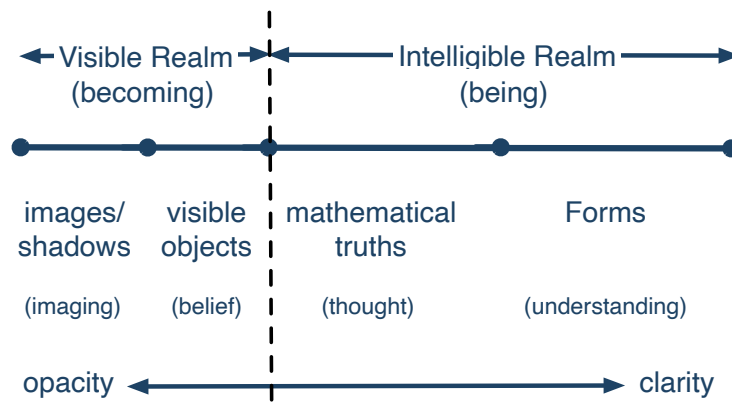 Visible Realm
(becoming)
Intelligible Realm
(being)
images/
shadows
visible
objects
mathematical
truths
Forms
(imaging)
(belief)
(thought)
(understanding)
opacity
clarity